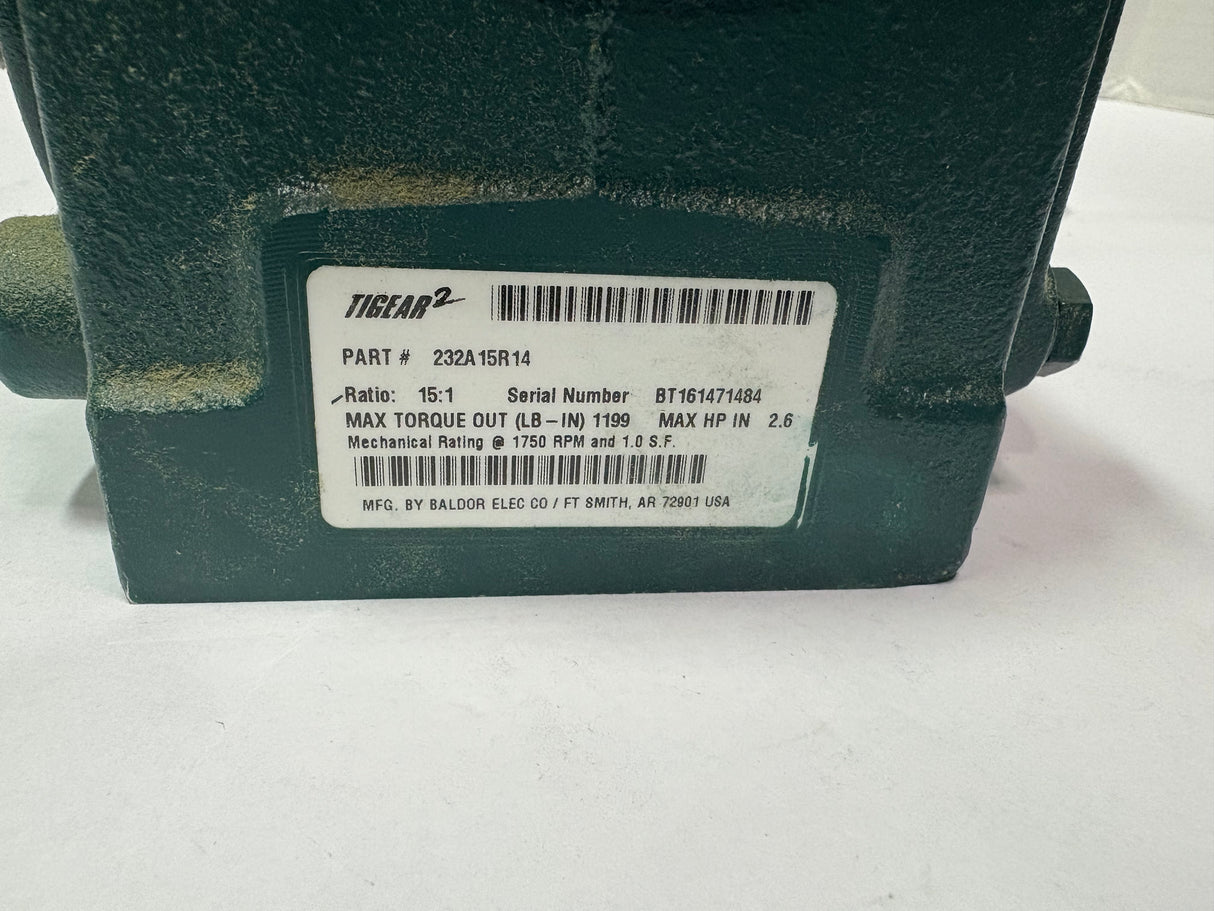 TIGEAR2
PART # 232A15R14
Ratio: 15:1 Serial Number BT161471484
MAX TORQUE OUT (LB-IN) 1199 MAX HP IN 2.6
Mechanical Rating @ 1750 RPM and 1.0 S.F.
MFG. BY BALDOR ELEC CO / FT SMITH, AR 72901 USA